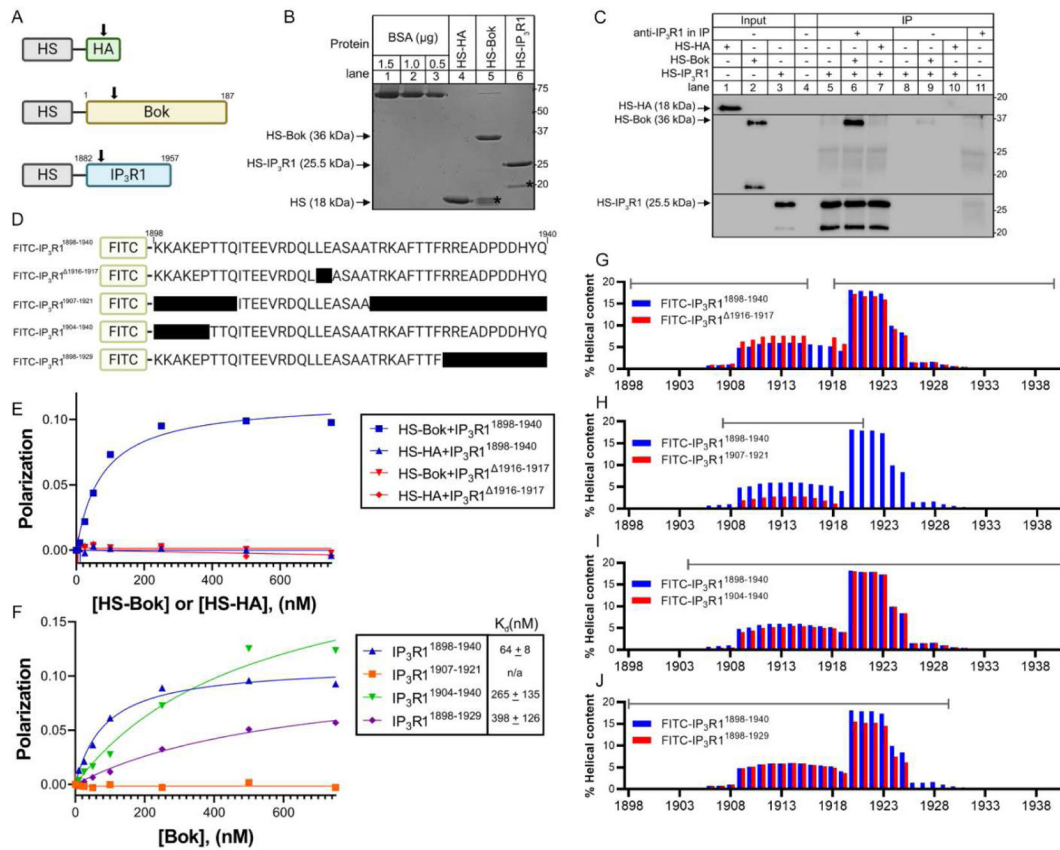 A
HS
HA
1
187
HS
Bok
1882
1957
HS
IP3R1
B
Protein
BSA (μg)
HS-HA
HS-Bok
HS-IP3R1
1.5 1.0 0.5
lane
1 2 3 4 5 6
75
50
37
25
20
HS-Bok (36 kDa)
HS-IP3R1 (25.5 kDa)
HS (18 kDa)
*
*
C
Input
IP
anti-IP3R1 in IP - - + - +
HS-HA + - - - - - + - - + -
HS-Bok - + - - - + - - + - -
HS-IP3R1 - - + - + + + + + + -
lane 1 2 3 4 5 6 7 8 9 10 11
HS-HA (18 kDa)
20
HS-Bok (36 kDa)
37
25
20
HS-IP3R1 (25.5 kDa)
25
20
D
1898
1940
FITC-IP3R1 1898-1940 FITC KKAKEPTTQITEEVRDQLLEASAATRKAFTTFRREADPDDHYQ
FITC-IP3R1 Δ1916-1917 FITC KKAKEPTTQITEEVRDQL EASAATRKAFTTFRREADPDDHYQ
FITC-IP3R1 1907-1921 FITC ITEEVRDQLLEASAA
FITC-IP3R1 1904-1940 FITC TTQITEEVRDQLLEASAATRKAFTTFRREADPDDHYQ
FITC-IP3R1 1898-1929 FITC KKAKEPTTQITEEVRDQLLEASAATRKAFTTF
E
Polarization
0.10
0.05
0.00
0 200 400 600
[HS-Bok] or [HS-HA], (nM)
HS-Bok+IP3R1 1898-1940
HS-HA+IP3R1 1898-1940
HS-Bok+IP3R1 Δ1916-1917
HS-HA+IP3R1 Δ1916-1917
F
Polarization
0.15
0.10
0.05
0.00
0 200 400 600
[Bok], (nM)
Kd(nM)
IP3R1 1898-1940 64 ± 8
IP3R1 1907-1921 n/a
IP3R1 1904-1940 265 ± 135
IP3R1 1898-1929 398 ± 126
G
% Helical content
20
15
10
5
0
FITC-IP3R1 1898-1940
FITC-IP3R1 Δ1916-1917
1898 1903 1908 1913 1918 1923 1928 1933 1938
H
% Helical content
20
15
10
5
0
FITC-IP3R1 1898-1940
FITC-IP3R1 1907-1921
1898 1903 1908 1913 1918 1923 1928 1933 1938
I
% Helical content
20
15
10
5
0
FITC-IP3R1 1898-1940
FITC-IP3R1 1904-1940
1898 1903 1908 1913 1918 1923 1928 1933 1938
J
% Helical content
20
15
10
5
0
FITC-IP3R1 1898-1940
FITC-IP3R1 1898-1929
1898 1903 1908 1913 1918 1923 1928 1933 1938